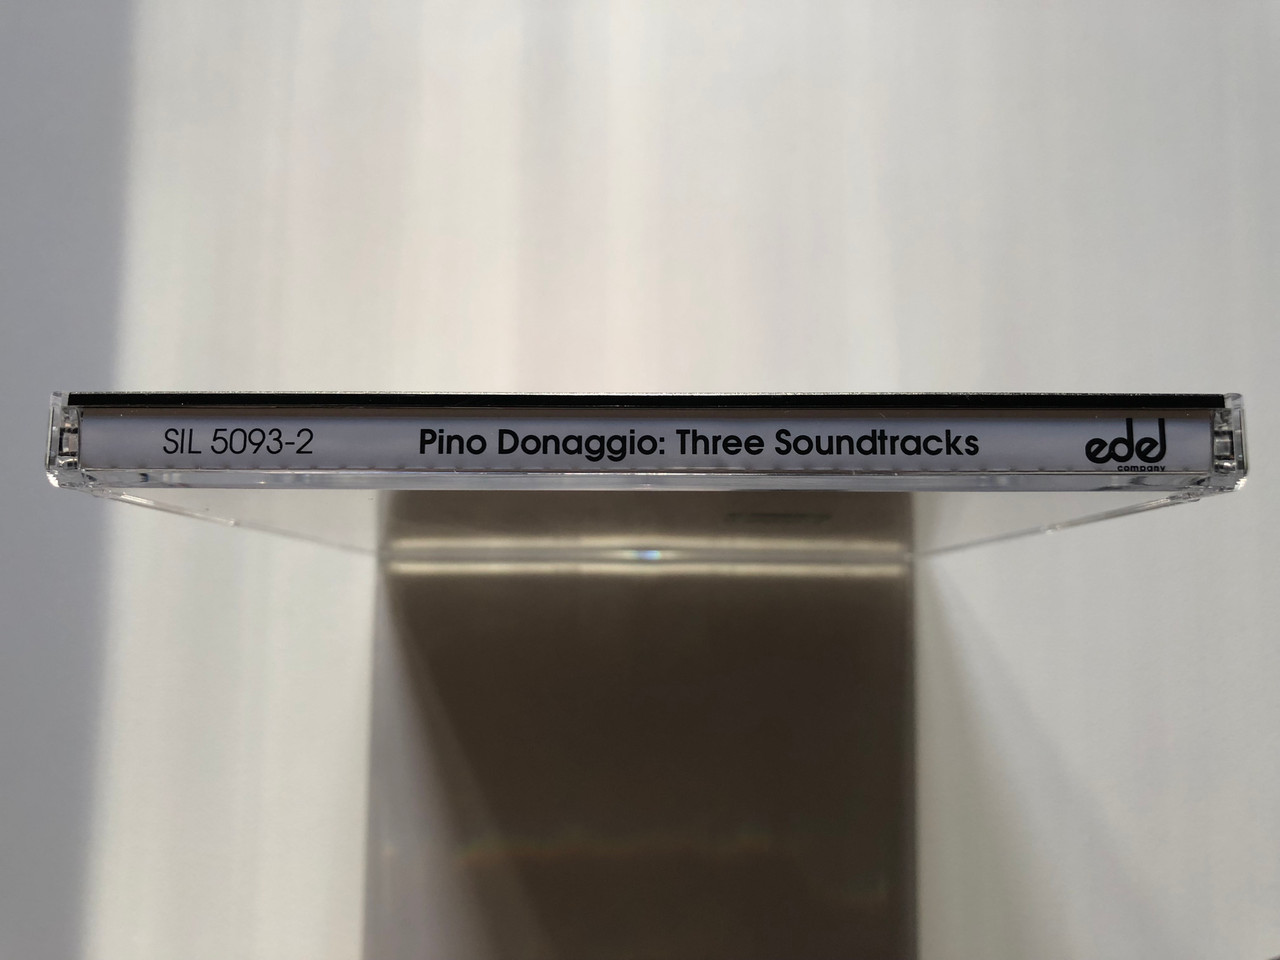 SIL 5093-2 Pino Donaggio: Three Soundtracks edel
company